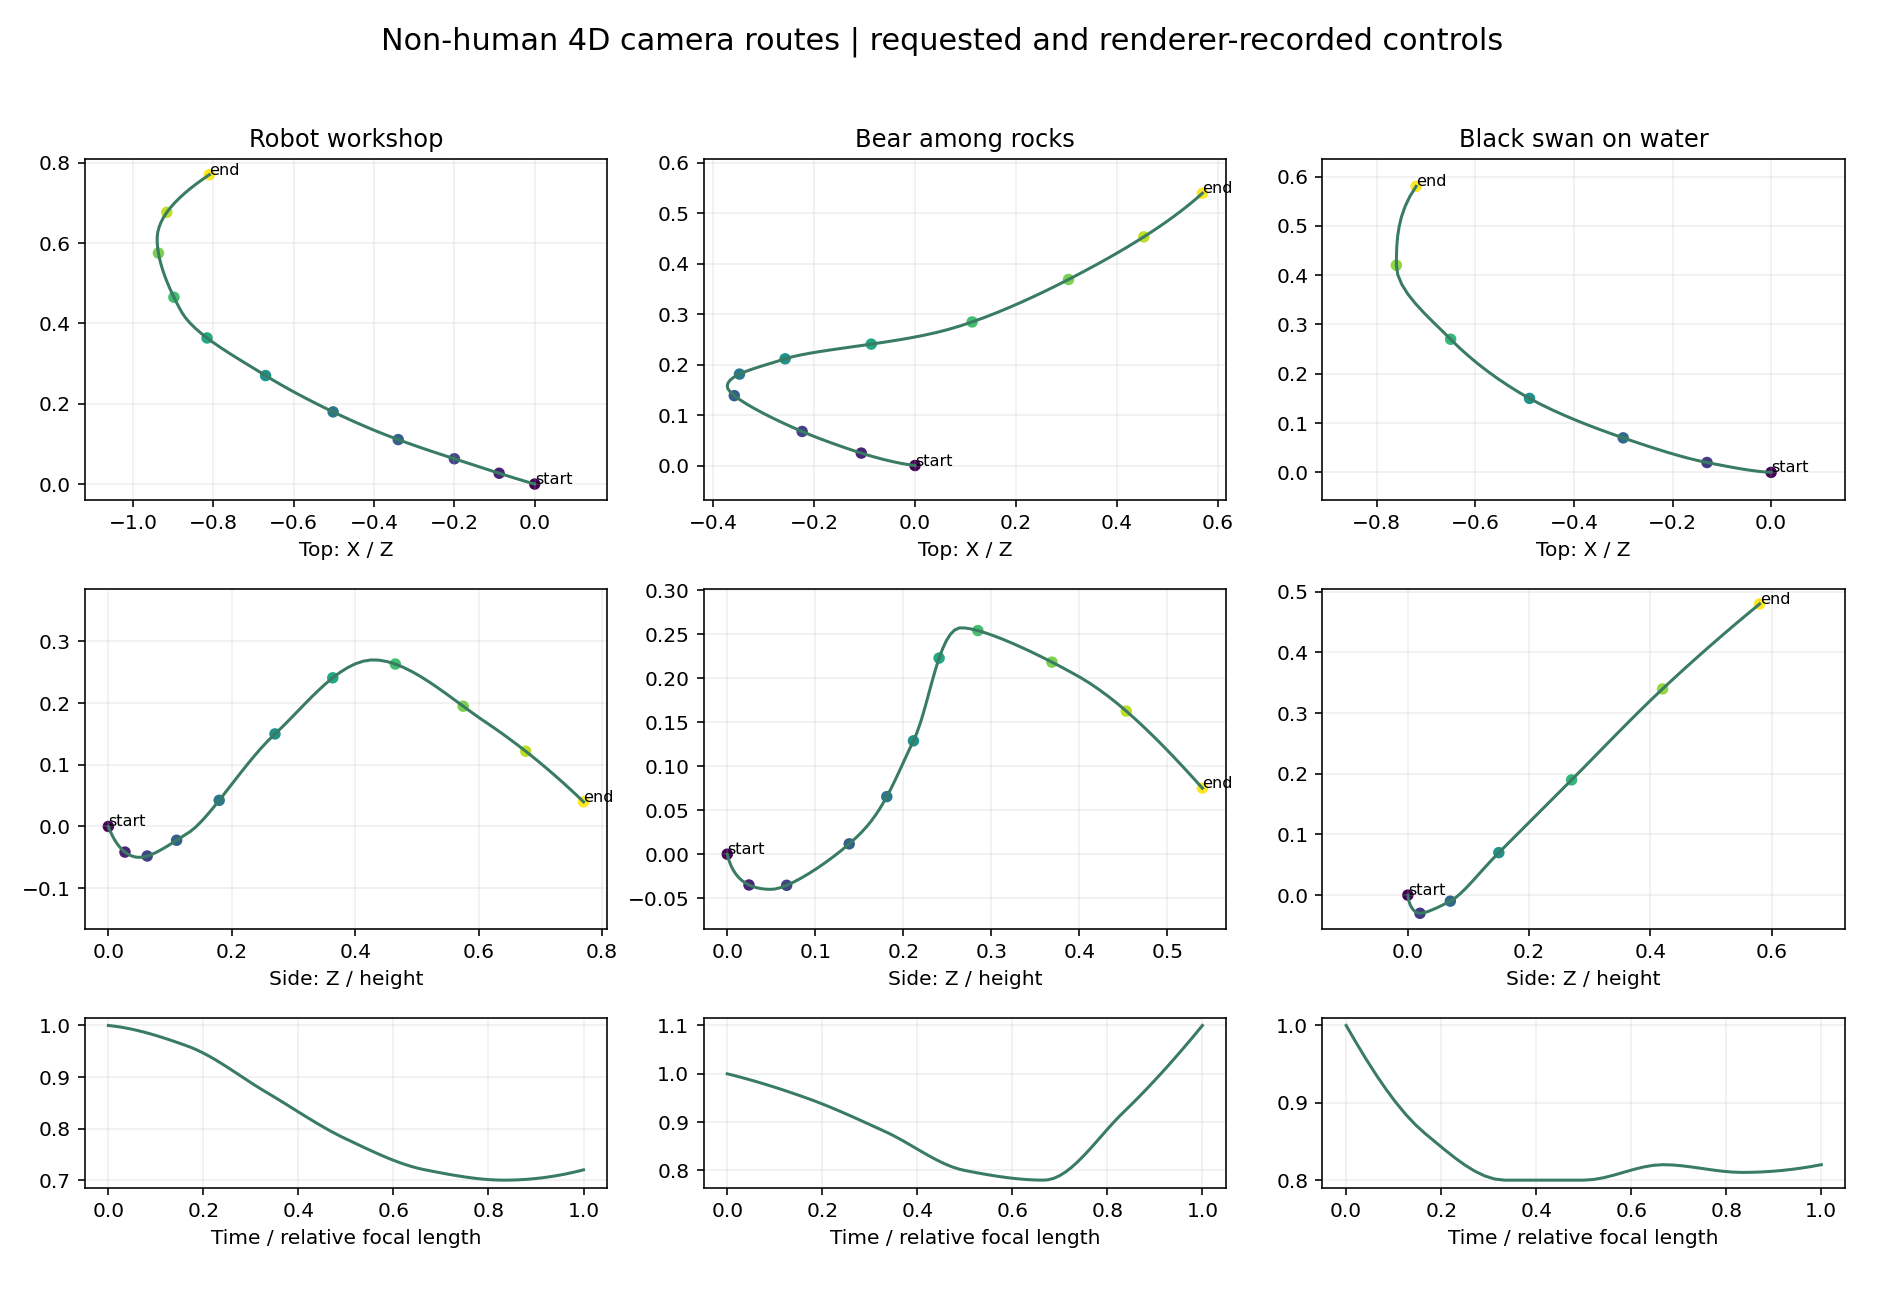 Non-human 4D camera routes | requested and renderer-recorded controls
Robot workshop
0.8
0.6
0.4
0.2
0.0
end
start
−1.0 −0.8 −0.6 −0.4 −0.2 0.0
Top: X / Z
Bear among rocks
0.6
0.5
0.4
0.3
0.2
0.1
0.0
end
start
−0.4 −0.2 0.0 0.2 0.4 0.6
Top: X / Z
Black swan on water
0.6
0.5
0.4
0.3
0.2
0.1
0.0
end
start
−0.8 −0.6 −0.4 −0.2 0.0
Top: X / Z
0.3
0.2
0.1
0.0
−0.1
start
end
0.0 0.2 0.4 0.6 0.8
Side: Z / height
0.30
0.25
0.20
0.15
0.10
0.05
0.00
−0.05
start
end
0.0 0.1 0.2 0.3 0.4 0.5
Side: Z / height
0.5
0.4
0.3
0.2
0.1
0.0
end
start
0.0 0.2 0.4 0.6
Side: Z / height
1.0
0.9
0.8
0.7
0.0 0.2 0.4 0.6 0.8 1.0
Time / relative focal length
1.1
1.0
0.9
0.8
0.0 0.2 0.4 0.6 0.8 1.0
Time / relative focal length
1.0
0.9
0.8
0.0 0.2 0.4 0.6 0.8 1.0
Time / relative focal length